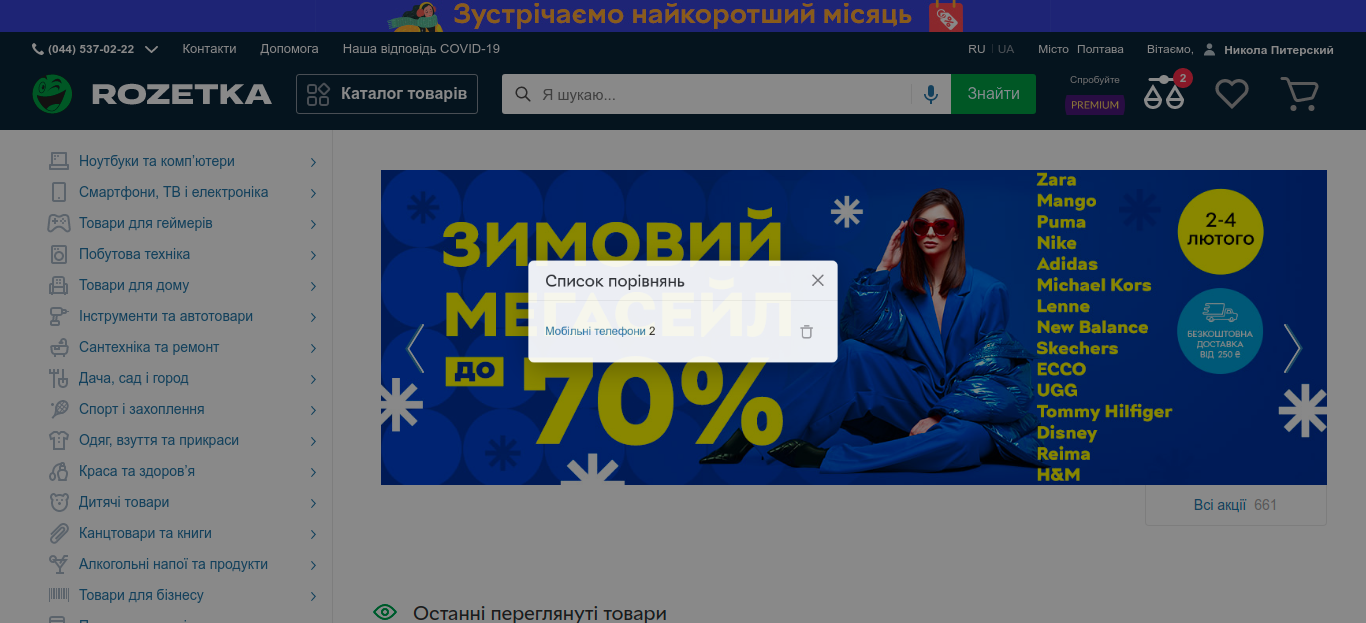 Зустрічаємо найкоротший місяць
(044) 537-02-22 Контакти Допомога Наша відповідь COVID-19 RU | UA Місто Полтава Вітаємо, Никола Питерский
ROZETKA Каталог товарів Я шукаю... Знайти Спробуйте PREMIUM 2
Ноутбуки та комп'ютери
Смартфони, ТВ і електроніка
Товари для геймерів
Побутова техніка
Товари для дому
Інструменти та автотовари
Сантехніка та ремонт
Дача, сад і город
Спорт і захоплення
Одяг, взуття та прикраси
Краса та здоров'я
Дитячі товари
Канцтовари та книги
Алкогольні напої та продукти
Товари для бізнесу
ЗИМОВИЙ
МЕГАСЕЙЛ
ДО 70%
Список порівнянь
Мобільні телефони 2
Zara
Mango
Puma
Nike
Adidas
Michael Kors
Lenne
New Balance
Skechers
ECCO
UGG
Tommy Hilfiger
Disney
Reima
H&M
2-4
ЛЮТОГО
БЕЗКОШТОВНА
ДОСТАВКА
ВІД 250 ₴
Всі акції 661
Останні переглянуті товари